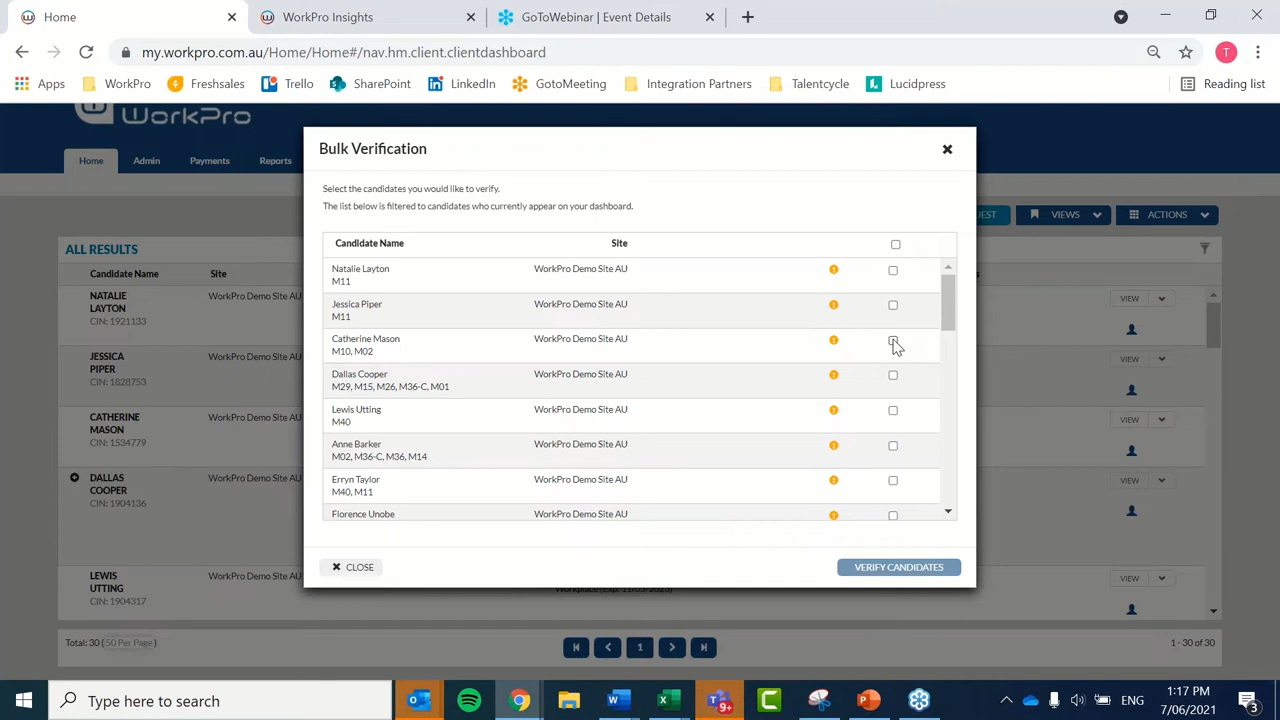 Home
WorkPro Insights
GoToWebinar | Event Details
my.workpro.com.au/Home/Home#/nav.hm.client.clientdashboard
T
Apps WorkPro Freshsales Trello SharePoint LinkedIn GotoMeeting Integration Partners Talentcycle Lucidpress Reading list
WorkPro
Home Admin Payments Reports
Bulk Verification
Select the candidates you would like to verify.
The list below is filtered to candidates who currently appear on your dashboard.
VIEWS ACTIONS
ALL RESULTS
Candidate Name Site
NATALIE LAYTON
CIN: 1921133
WorkPro Demo Site AU
VIEW
JESSICA PIPER
CIN: 1828753
WorkPro Demo Site AU
VIEW
CATHERINE MASON
CIN: 1534779
WorkPro Demo Site AU
VIEW
DALLAS COOPER
CIN: 1904136
WorkPro Demo Site AU
VIEW
LEWIS UTTING
CIN: 1904317
WorkPro Demo Site AU
VIEW
Candidate Name Site
Natalie Layton WorkPro Demo Site AU
M11
Jessica Piper WorkPro Demo Site AU
M11
Catherine Mason WorkPro Demo Site AU
M10, M02
Dallas Cooper WorkPro Demo Site AU
M29, M15, M26, M36-C, M01
Lewis Utting WorkPro Demo Site AU
M40
Anne Barker WorkPro Demo Site AU
M02, M36-C, M36, M14
Erryn Taylor WorkPro Demo Site AU
M40, M11
Florence Unobe WorkPro Demo Site AU
CLOSE VERIFY CANDIDATES
Total: 30 (50 Per Page)
1
1 - 30 of 30
Type here to search
9+
ENG
1:17 PM
7/06/2021
3